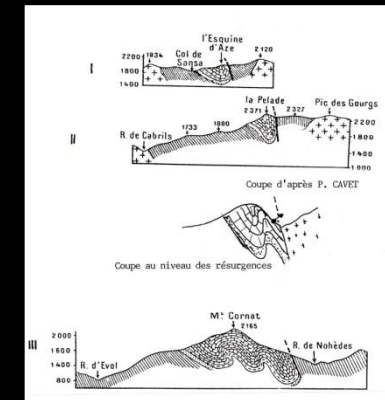 l'Esquine
d'Aze
Col de
Sansa
2200 1934 2120
1800
1400
I
la Pelade Pic des Gourgs
2371 2327
R. de Cabrils 1733 1880
2200
1800
1400
1000
II
Coupe d'après P. CAVET
Coupe au niveau des résurgences
Mt Cornat
2165
III
2000
1600
1200
800
R. d'Evol R. de Nohèdes